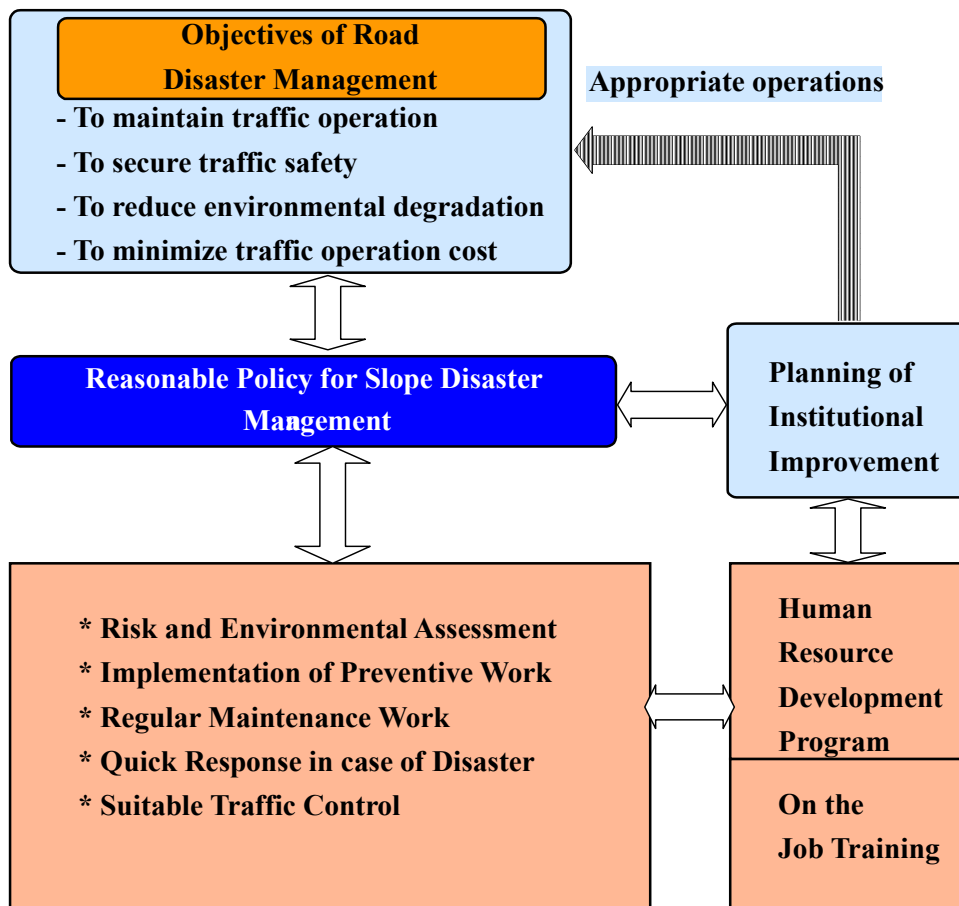 Objectives of Road
Disaster Management
- To maintain traffic operation
- To secure traffic safety
- To reduce environmental degradation
- To minimize traffic operation cost
Appropriate operations
Reasonable Policy for Slope Disaster
Management
Planning of
Institutional
Improvement
* Risk and Environmental Assessment
* Implementation of Preventive Work
* Regular Maintenance Work
* Quick Response in case of Disaster
* Suitable Traffic Control
Human
Resource
Development
Program
On the
Job Training